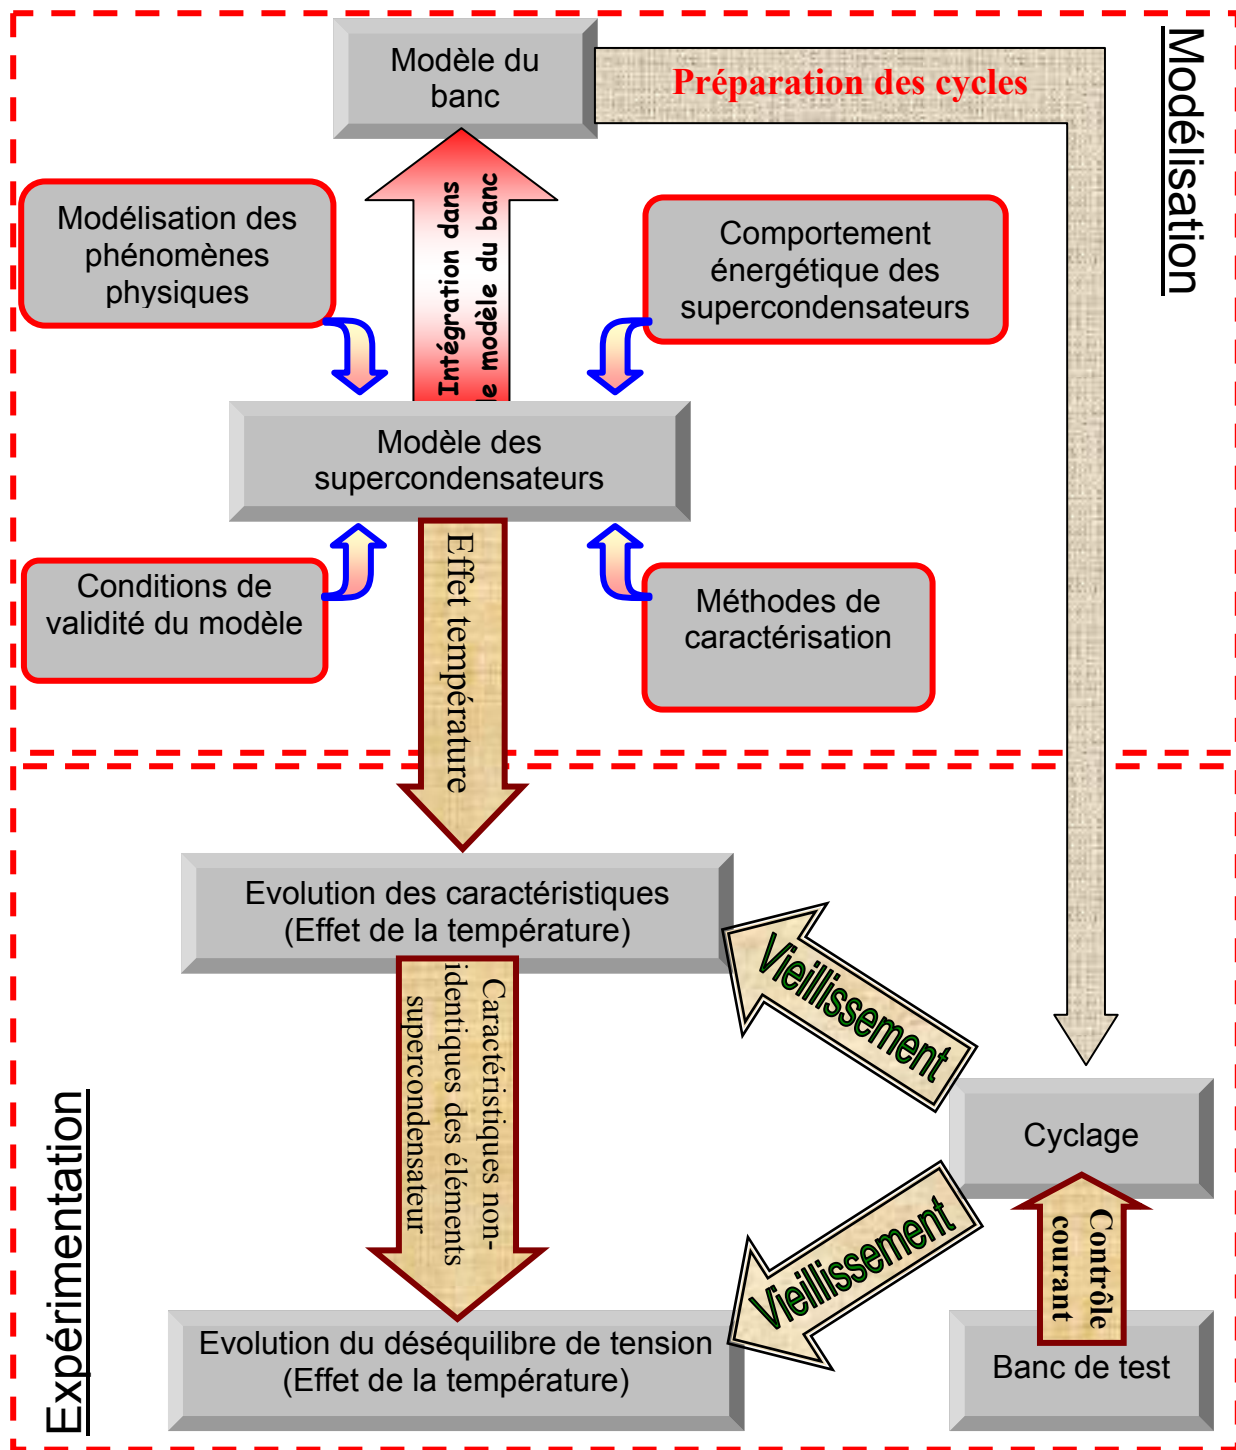 Modèle du
banc
Préparation des cycles
Modélisation
Modélisation des
phénomènes
physiques
Intégration dans
le modèle du banc
Comportement
énergétique des
supercondensateurs
Modèle des
supercondensateurs
Conditions de
validité du modèle
Effet température
Méthodes de
caractérisation
Evolution des caractéristiques
(Effet de la température)
Vieillissement
Caractéristiques non-
identiques des éléments
supercondensateur
Expérimentation
Cyclage
Vieillissement
Contrôle
courant
Evolution du déséquilibre de tension
(Effet de la température)
Banc de test